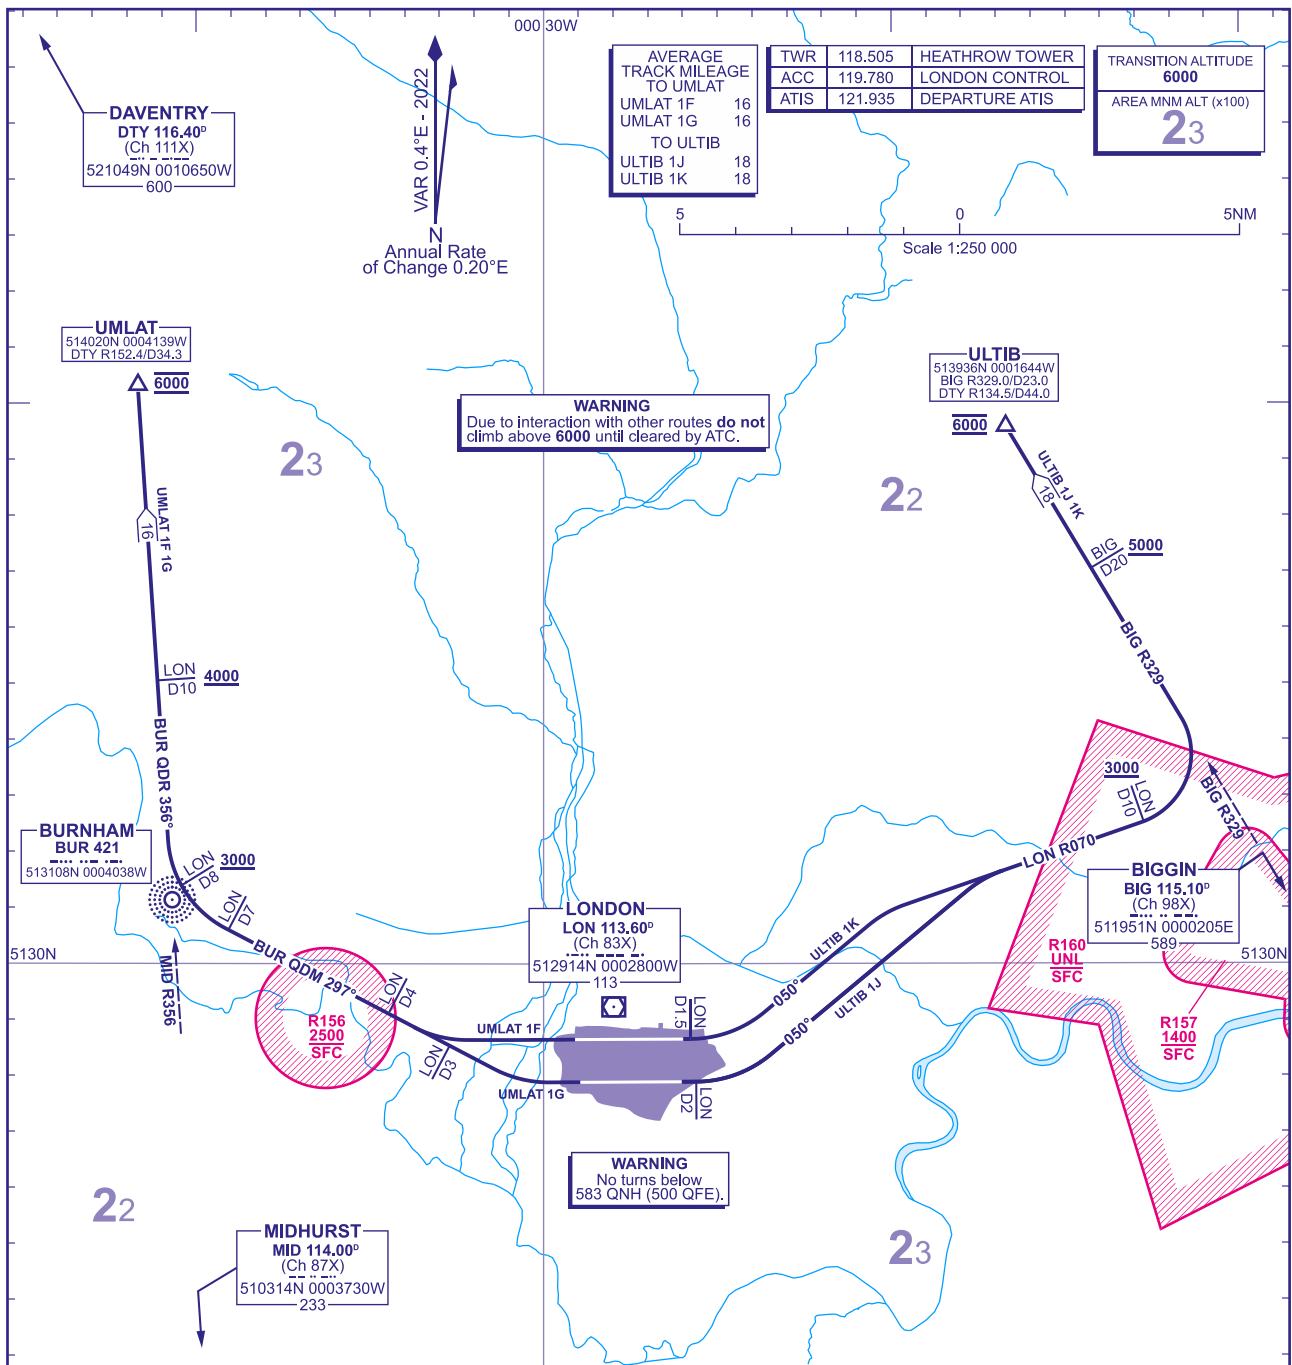 000 30W
DAVENTRY
DTY 116.40ᴰ
(Ch 111X)
521049N 0010650W
600
VAR 0.4°E - 2022
N
Annual Rate
of Change 0.20°E
AVERAGE
TRACK MILEAGE
TO UMLAT
UMLAT 1F 16
UMLAT 1G 16
TO ULTIB
ULTIB 1J 18
ULTIB 1K 18
TWR 118.505 HEATHROW TOWER
ACC 119.780 LONDON CONTROL
ATIS 121.935 DEPARTURE ATIS
TRANSITION ALTITUDE
6000
AREA MNM ALT (x100)
23
5 0 5NM
Scale 1:250 000
UMLAT
514020N 0004139W
DTY R152.4/D34.3
6000
ULTIB
513936N 0001644W
BIG R329.0/D23.0
DTY R134.5/D44.0
6000
WARNING
Due to interaction with other routes do not
climb above 6000 until cleared by ATC.
23
22
UMLAT 1F 1G
16
ULTIB 1J 1K
18
BIG
D20
5000
BIG R329
LON
D10
4000
BUR QDR 356°
3000
LON
D10
BIG R329
BURNHAM
BUR 421
513108N 0004038W
LON
D8
3000
LON
D7
LON R070
BIGGIN
BIG 115.10ᴰ
(Ch 98X)
511951N 0000205E
589
LONDON
LON 113.60ᴰ
(Ch 83X)
512914N 0002800W
113
ULTIB 1K
5130N
5130N
BUR QDM 297°
MID R356
R160
UNL
SFC
LON
D4
050°
ULTIB 1J
050°
R156
2500
SFC
UMLAT 1F
LON
D1.5
R157
1400
SFC
LON
D3
UMLAT 1G
LON
D2
WARNING
No turns below
583 QNH (500 QFE).
22
23
MIDHURST
MID 114.00ᴰ
(Ch 87X)
510314N 0003730W
233